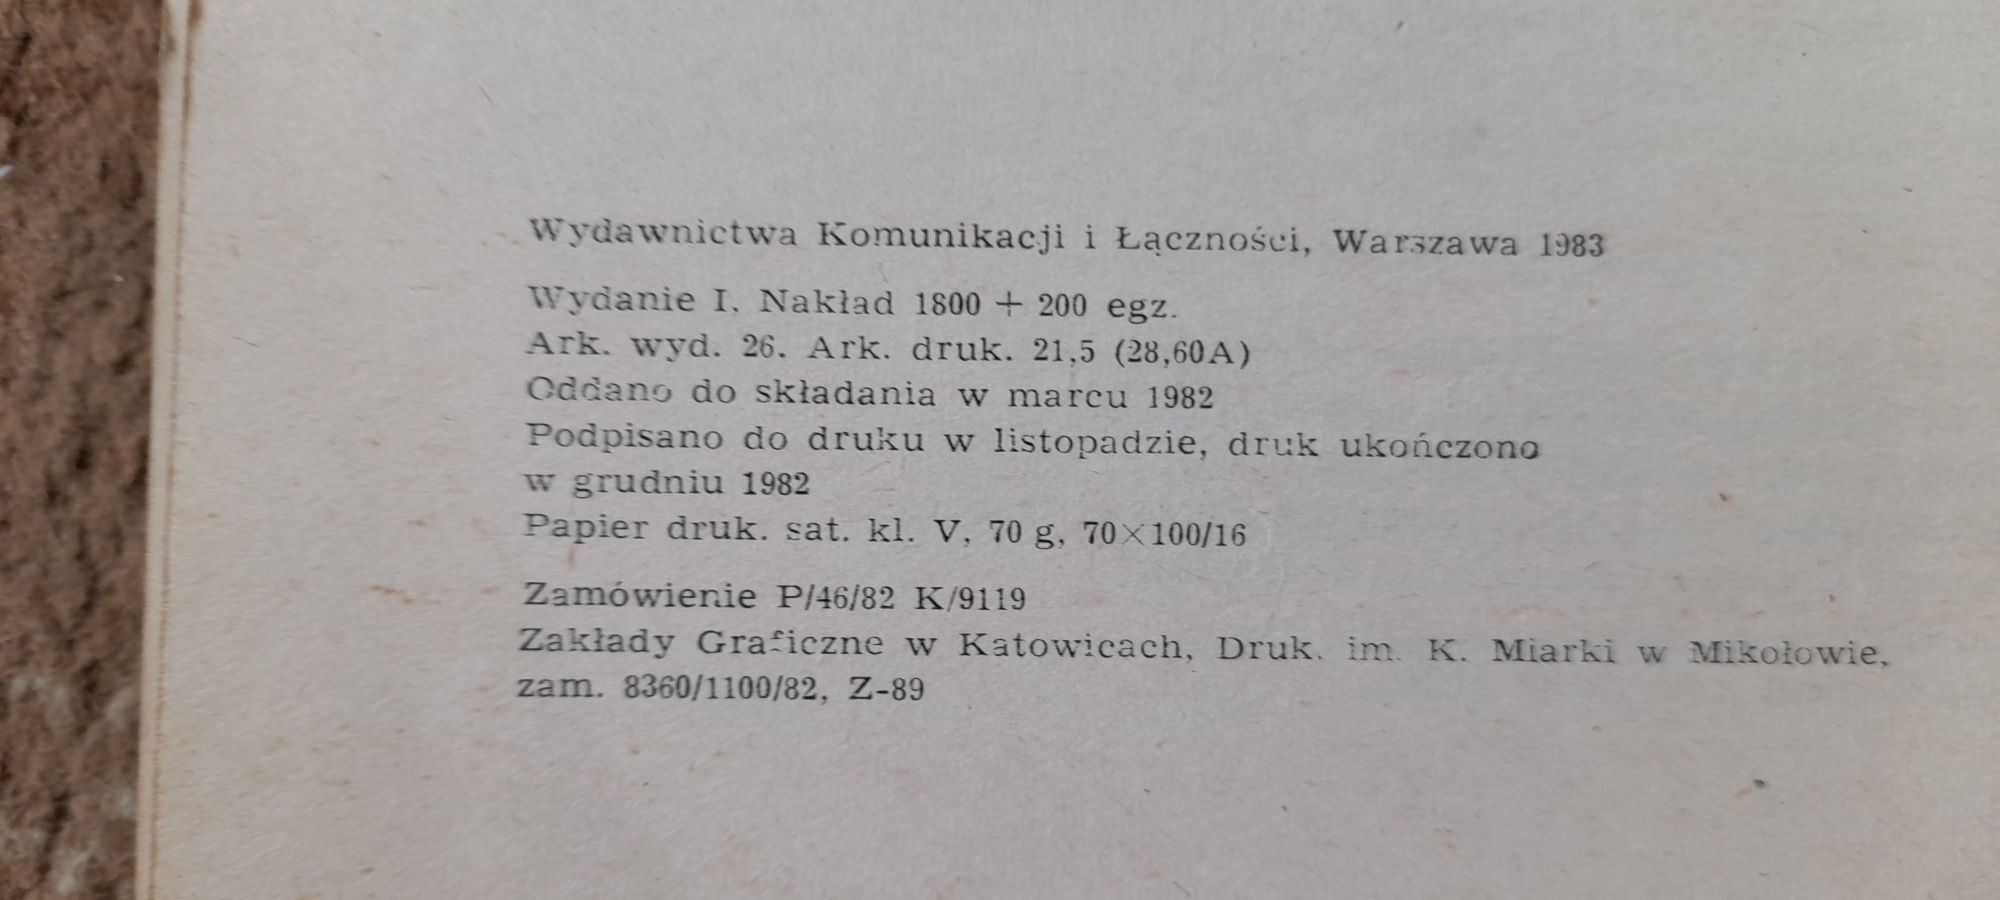 Wydawnictwa Komunikacji i Łączności, Warszawa 1983
Wydanie I. Nakład 1800 + 200 egz.
Ark. wyd. 26. Ark. druk. 21,5 (28,60A)
Oddano do składania w marcu 1982
Podpisano do druku w listopadzie, druk ukończono
w grudniu 1982
Papier druk. sat. kl. V, 70 g, 70×100/16
Zamówienie P/46/82 K/9119
Zakłady Graficzne w Katowicach, Druk. im. K. Miarki w Mikołowie,
zam. 8360/1100/82, Z-89